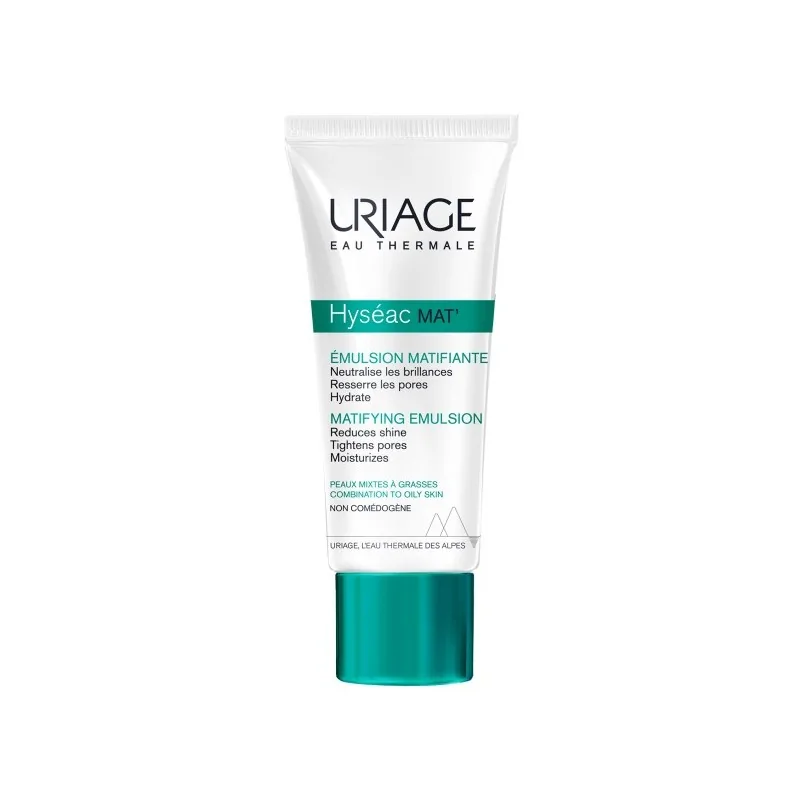 URIAGE
EAU THERMALE
Hyséac MAT'
ÉMULSION MATIFIANTE
Neutralise les brillances
Resserre les pores
Hydrate
MATIFYING EMULSION
Reduces shine
Tightens pores
Moisturizes
PEAUX MIXTES À GRASSES
COMBINATION TO OILY SKIN
NON COMÉDOGÈNE
URIAGE, L'EAU THERMALE DES ALPES